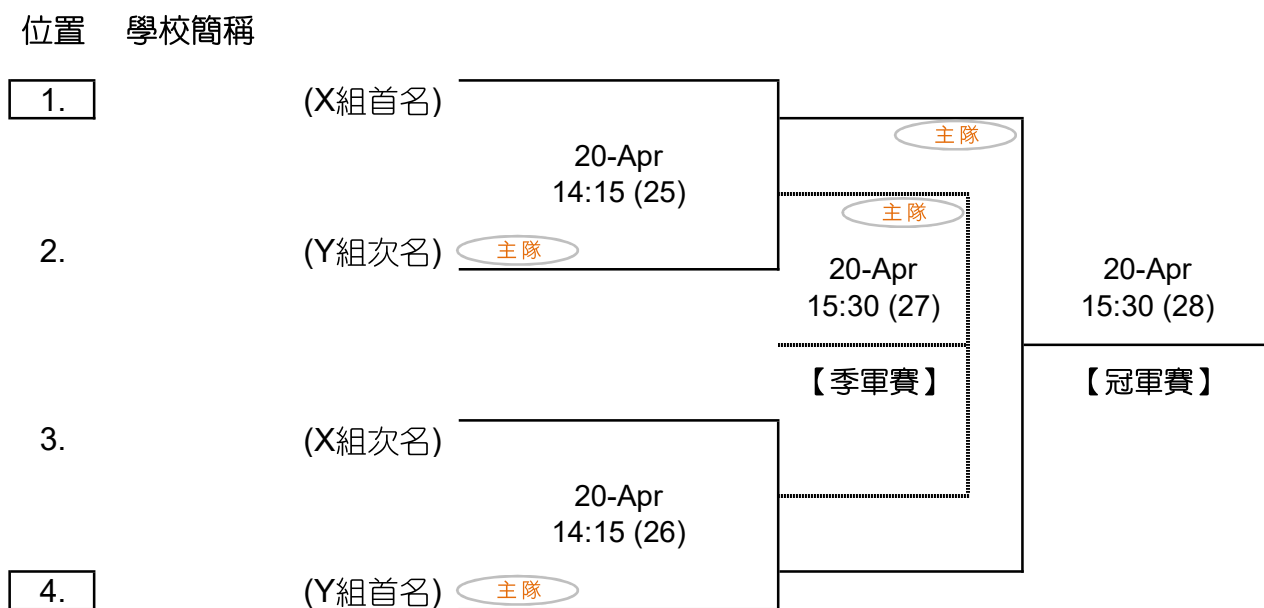 位置 學校簡稱
1. (X組首名)
主隊
20-Apr
14:15 (25)
主隊
2. (Y組次名) 主隊
20-Apr
15:30 (27)
20-Apr
15:30 (28)
【季軍賽】
【冠軍賽】
3. (X組次名)
20-Apr
14:15 (26)
4. (Y組首名) 主隊